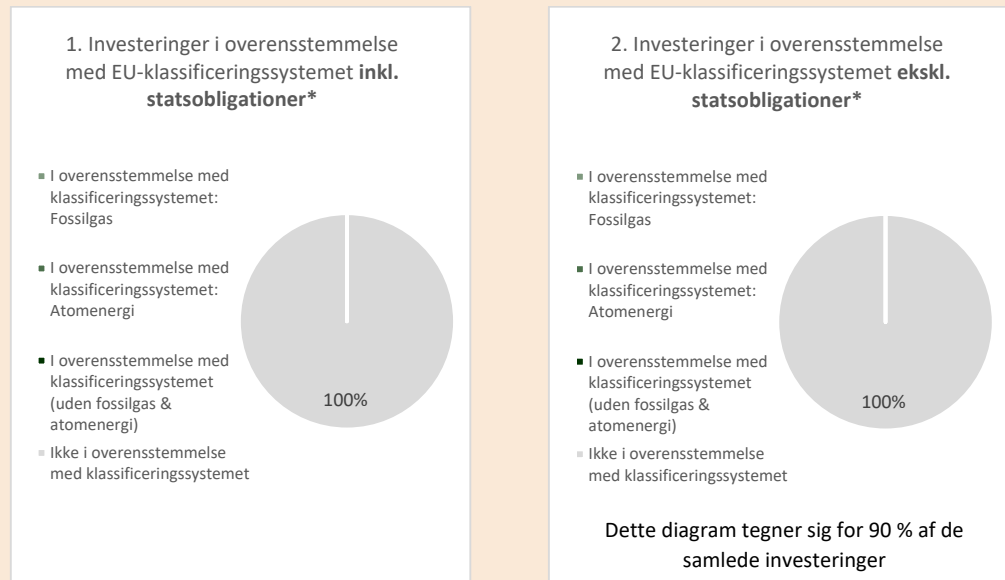 1. Investeringer i overensstemmelse
med EU-klassificeringssystemet inkl.
statsobligationer*
I overensstemmelse med
klassificeringssystemet:
Fossilgas
I overensstemmelse med
klassificeringssystemet:
Atomenergi
I overensstemmelse med
klassificeringssystemet
(uden fossilgas &
atomenergi)
Ikke i overensstemmelse
med klassificeringssystemet
100%
2. Investeringer i overensstemmelse
med EU-klassificeringssystemet ekskl.
statsobligationer*
I overensstemmelse med
klassificeringssystemet:
Fossilgas
I overensstemmelse med
klassificeringssystemet:
Atomenergi
I overensstemmelse med
klassificeringssystemet
(uden fossilgas &
atomenergi)
Ikke i overensstemmelse
med klassificeringssystemet
100%
Dette diagram tegner sig for 90 % af de
samlede investeringer